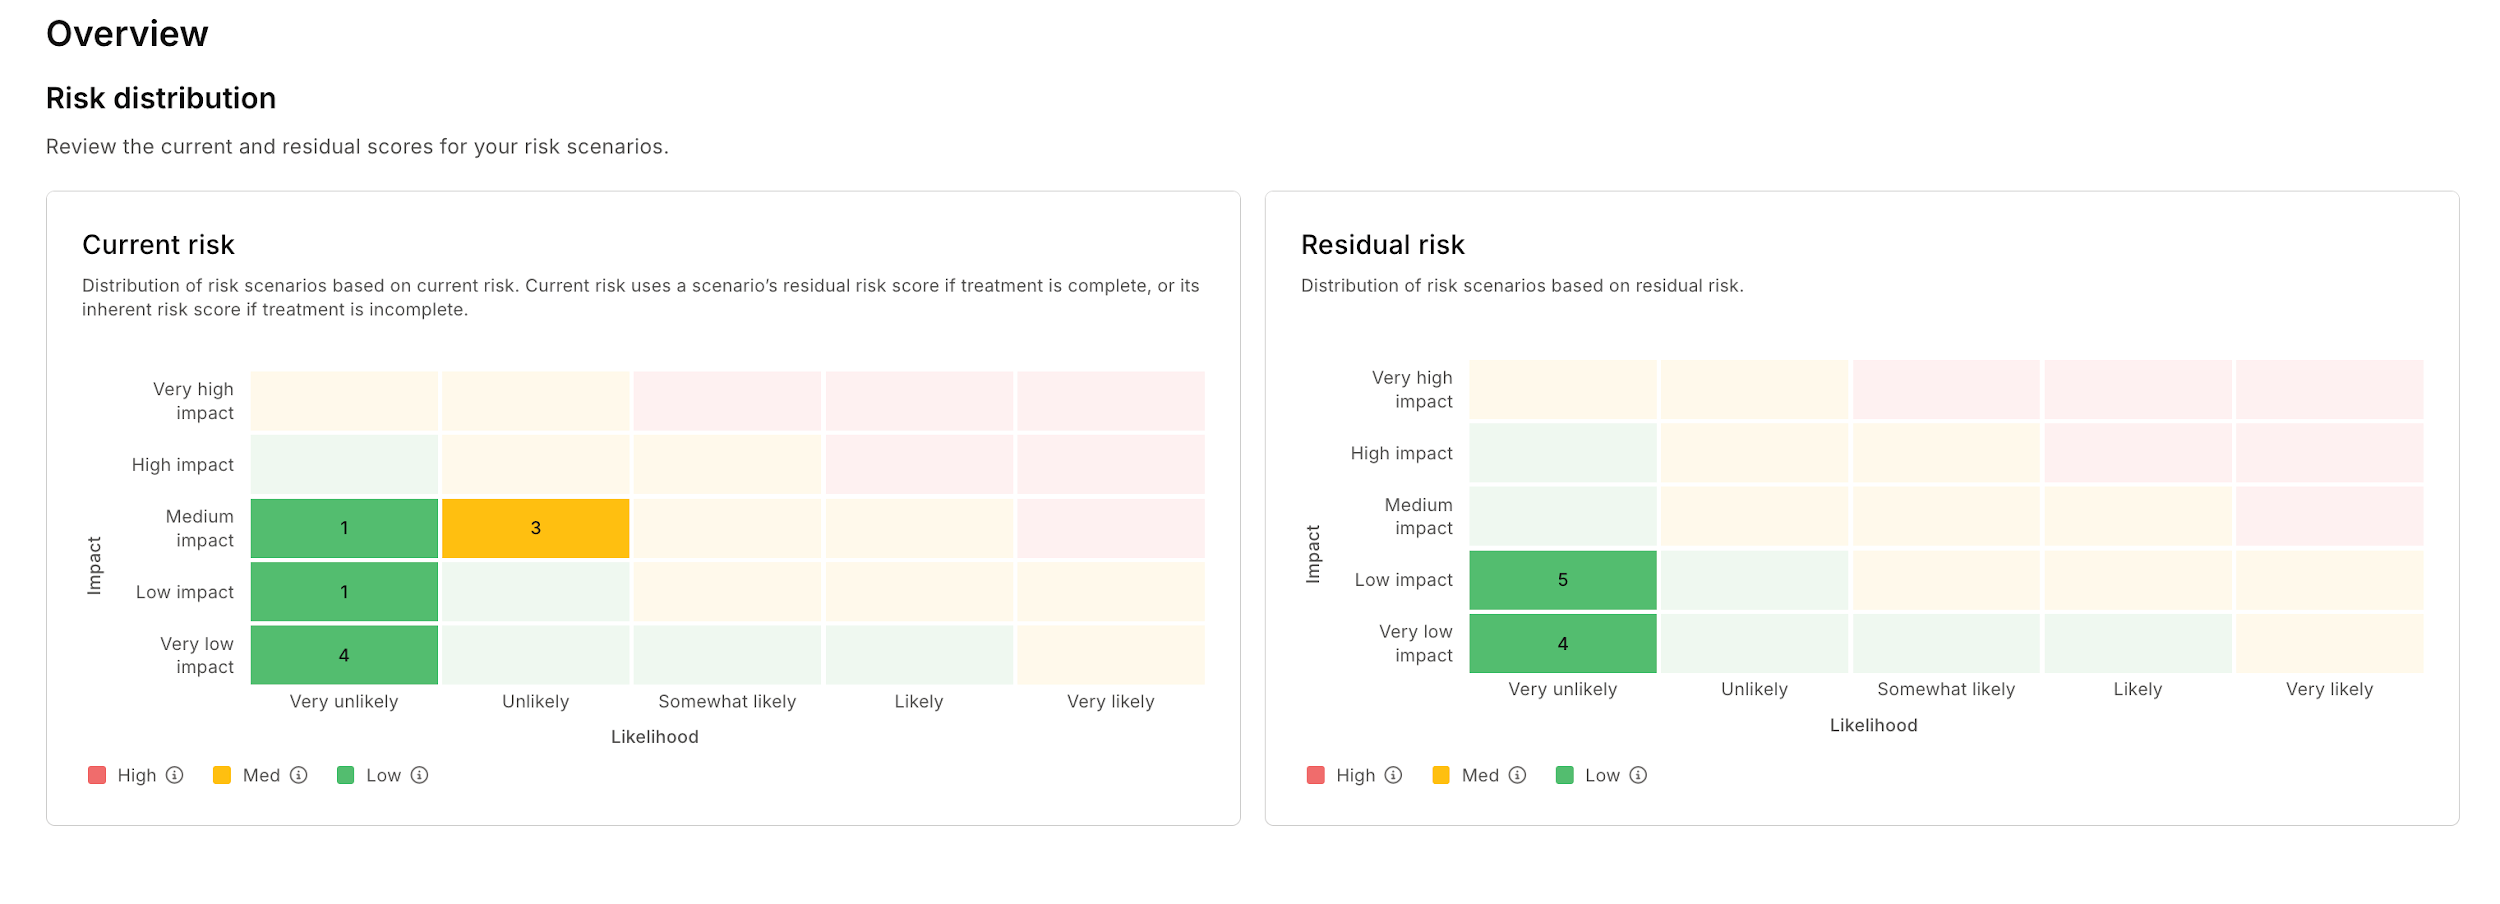 Overview
Risk distribution
Review the current and residual scores for your risk scenarios.
Current risk
Distribution of risk scenarios based on current risk. Current risk uses a scenario’s residual risk score if treatment is complete, or its
inherent risk score if treatment is incomplete.
Impact
Very high
impact
High impact
Medium
impact
1
3
Low impact
1
Very low
impact
4
Very unlikely
Unlikely
Somewhat likely
Likely
Very likely
Likelihood
High
Med
Low
Residual risk
Distribution of risk scenarios based on residual risk.
Impact
Very high
impact
High impact
Medium
impact
Low impact
5
Very low
impact
4
Very unlikely
Unlikely
Somewhat likely
Likely
Very likely
Likelihood
High
Med
Low